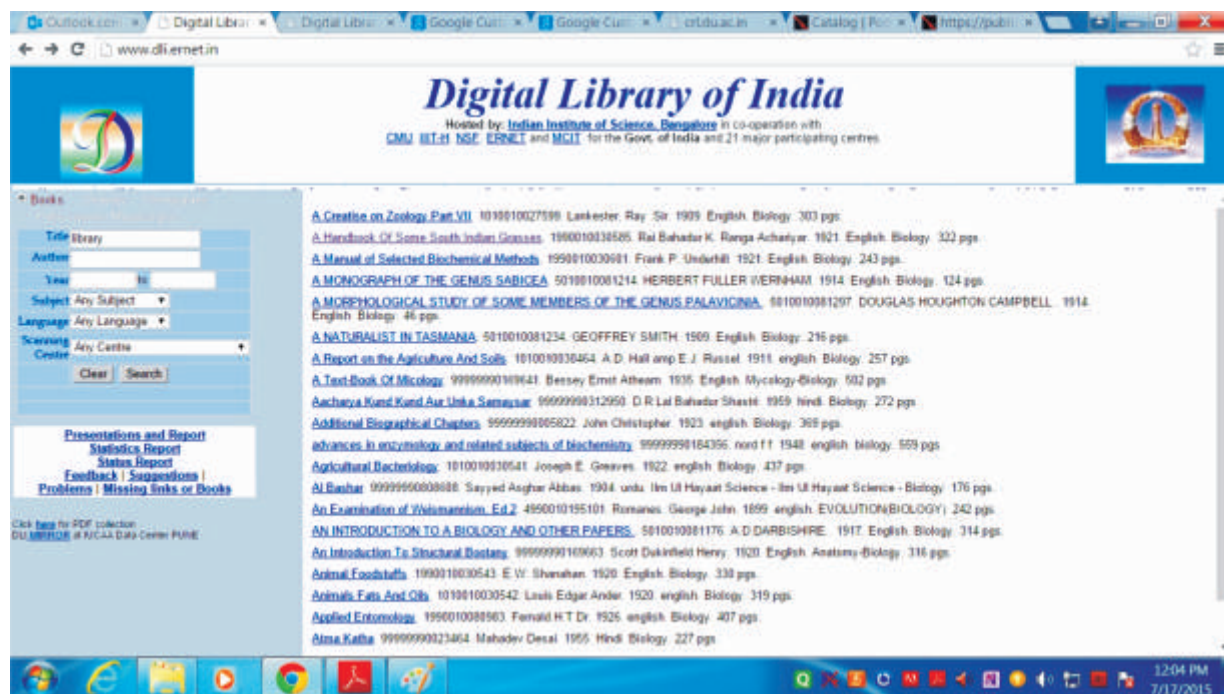 Outlook.com
Digital Librar
Digital Librar
Google Cust
Google Cust
crl.du.ac.in
Catalog |
https://publi
www.dli.ernet.in
Digital Library of India
Hosted by: Indian Institute of Science, Bangalore in co-operation with
CMU, IIIT-H, NSF, ERNET and MCIT for the Govt. of India and 21 major participating centres.
Books
Title library
Author
Year to
Subject Any Subject
Language Any Language
Scanning Centre Any Centre
Clear Search
Presentations and Report
Statistics Report
Status Report
Feedback | Suggestions |
Problems | Missing links or Books
Click here for PDF collection
DLI MIRROR at IUCAA Data Center PUNE
A Creatise on Zoology Part VII, 1010010027599. Lankester, Ray. Sir. 1909. English. Biology. 303 pgs.
A Handbook Of Some South Indian Grasses, 1990010030585. Rai Bahadur K. Ranga Achariyar. 1921. English. Biology. 322 pgs.
A Manual of Selected Biochemical Methods, 1990010030601. Frank P. Underhill. 1921. English. Biology. 243 pgs.
A MONOGRAPH OF THE GENUS SABICEA, 5010010081214. HERBERT FULLER WERNHAM. 1914. English. Biology. 124 pgs.
A MORPHOLOGICAL STUDY OF SOME MEMBERS OF THE GENUS PALAVICINIA, 5010010081297. DOUGLAS HOUGHTON CAMPBELL. 1914.
English. Biology. 46 pgs.
A NATURALIST IN TASMANIA, 5010010081234. GEOFFREY SMITH. 1909. English. Biology. 216 pgs.
A Report on the Agriculture And Soils, 1010010030464. A.D. Hall amp E.J. Russel. 1911. english. Biology. 257 pgs.
A Text-Book Of Micology, 99999990169641. Bessey Ernst Atheam. 1935. English. Mycology-Biology. 502 pgs.
Aacharya Kund Kund Aur Unka Samaysar, 99999990312950. D R Lal Bahadur Shastri. 1959. hindi. Biology. 272 pgs.
Additional Biographical Chapters, 99999990005822. John Christopher. 1923. english. Biology. 365 pgs.
advances in enzymology and related subjects of biochemistry, 99999990184356. nord f f. 1948. english. biology. 559 pgs.
Agricultural Bacteriology, 1010010030541. Joseph E. Greaves. 1922. english. Biology. 437 pgs.
Al Bashar, 99999990808688. Sayyed Asghar Abbas. 1904. urdu. Ilm Ul Hayaat Science - Ilm Ul Hayaat Science - Biology. 176 pgs.
An Examination of Weismannism, Ed.2, 4990010195101. Romanes. George John. 1899. english. EVOLUTION(BIOLOGY). 242 pgs.
AN INTRODUCTION TO A BIOLOGY AND OTHER PAPERS, 5010010081176. A D DARBISHIRE. 1917. English. Biology. 314 pgs.
An Introduction To Structural Bostany, 99999990169663. Scott Dukinfield Henry. 1920. English. Anatomy-Biology. 316 pgs.
Animal Foodstuffs, 1990010030543. E.W. Shanahan. 1920. English. Biology. 330 pgs.
Animals Fats And Oils, 1010010030542. Louis Edgar Ander. 1920. english. Biology. 319 pgs.
Applied Entomology, 1990010080563. Fernald H.T Dr. 1926. english. Biology. 407 pgs.
Atma Katha, 99999990023464. Mahadev Desai. 1955. Hindi. Biology. 227 pgs.
12:04 PM
7/17/2015